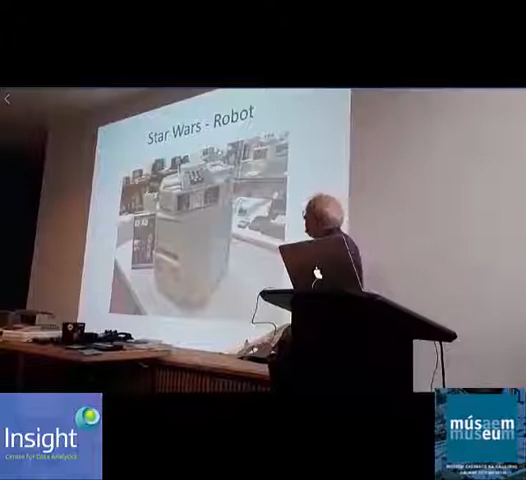 Star Wars - Robot
Insight
Centre for Data Analytics
músaem
museum